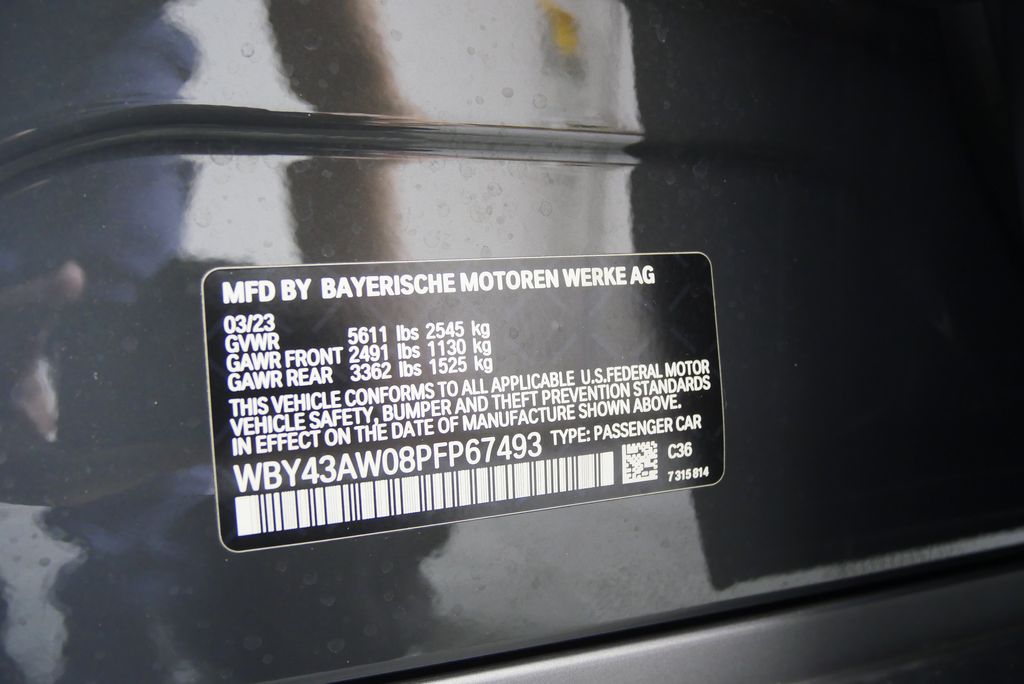 MFD BY BAYERISCHE MOTOREN WERKE AG
03/23
GVWR 5611 lbs 2545 kg
GAWR FRONT 2491 lbs 1130 kg
GAWR REAR 3362 lbs 1525 kg
THIS VEHICLE CONFORMS TO ALL APPLICABLE U.S.FEDERAL MOTOR
VEHICLE SAFETY, BUMPER AND THEFT PREVENTION STANDARDS
IN EFFECT ON THE DATE OF MANUFACTURE SHOWN ABOVE.
WBY43AW08PFP67493 TYPE: PASSENGER CAR
C36
7 315 814